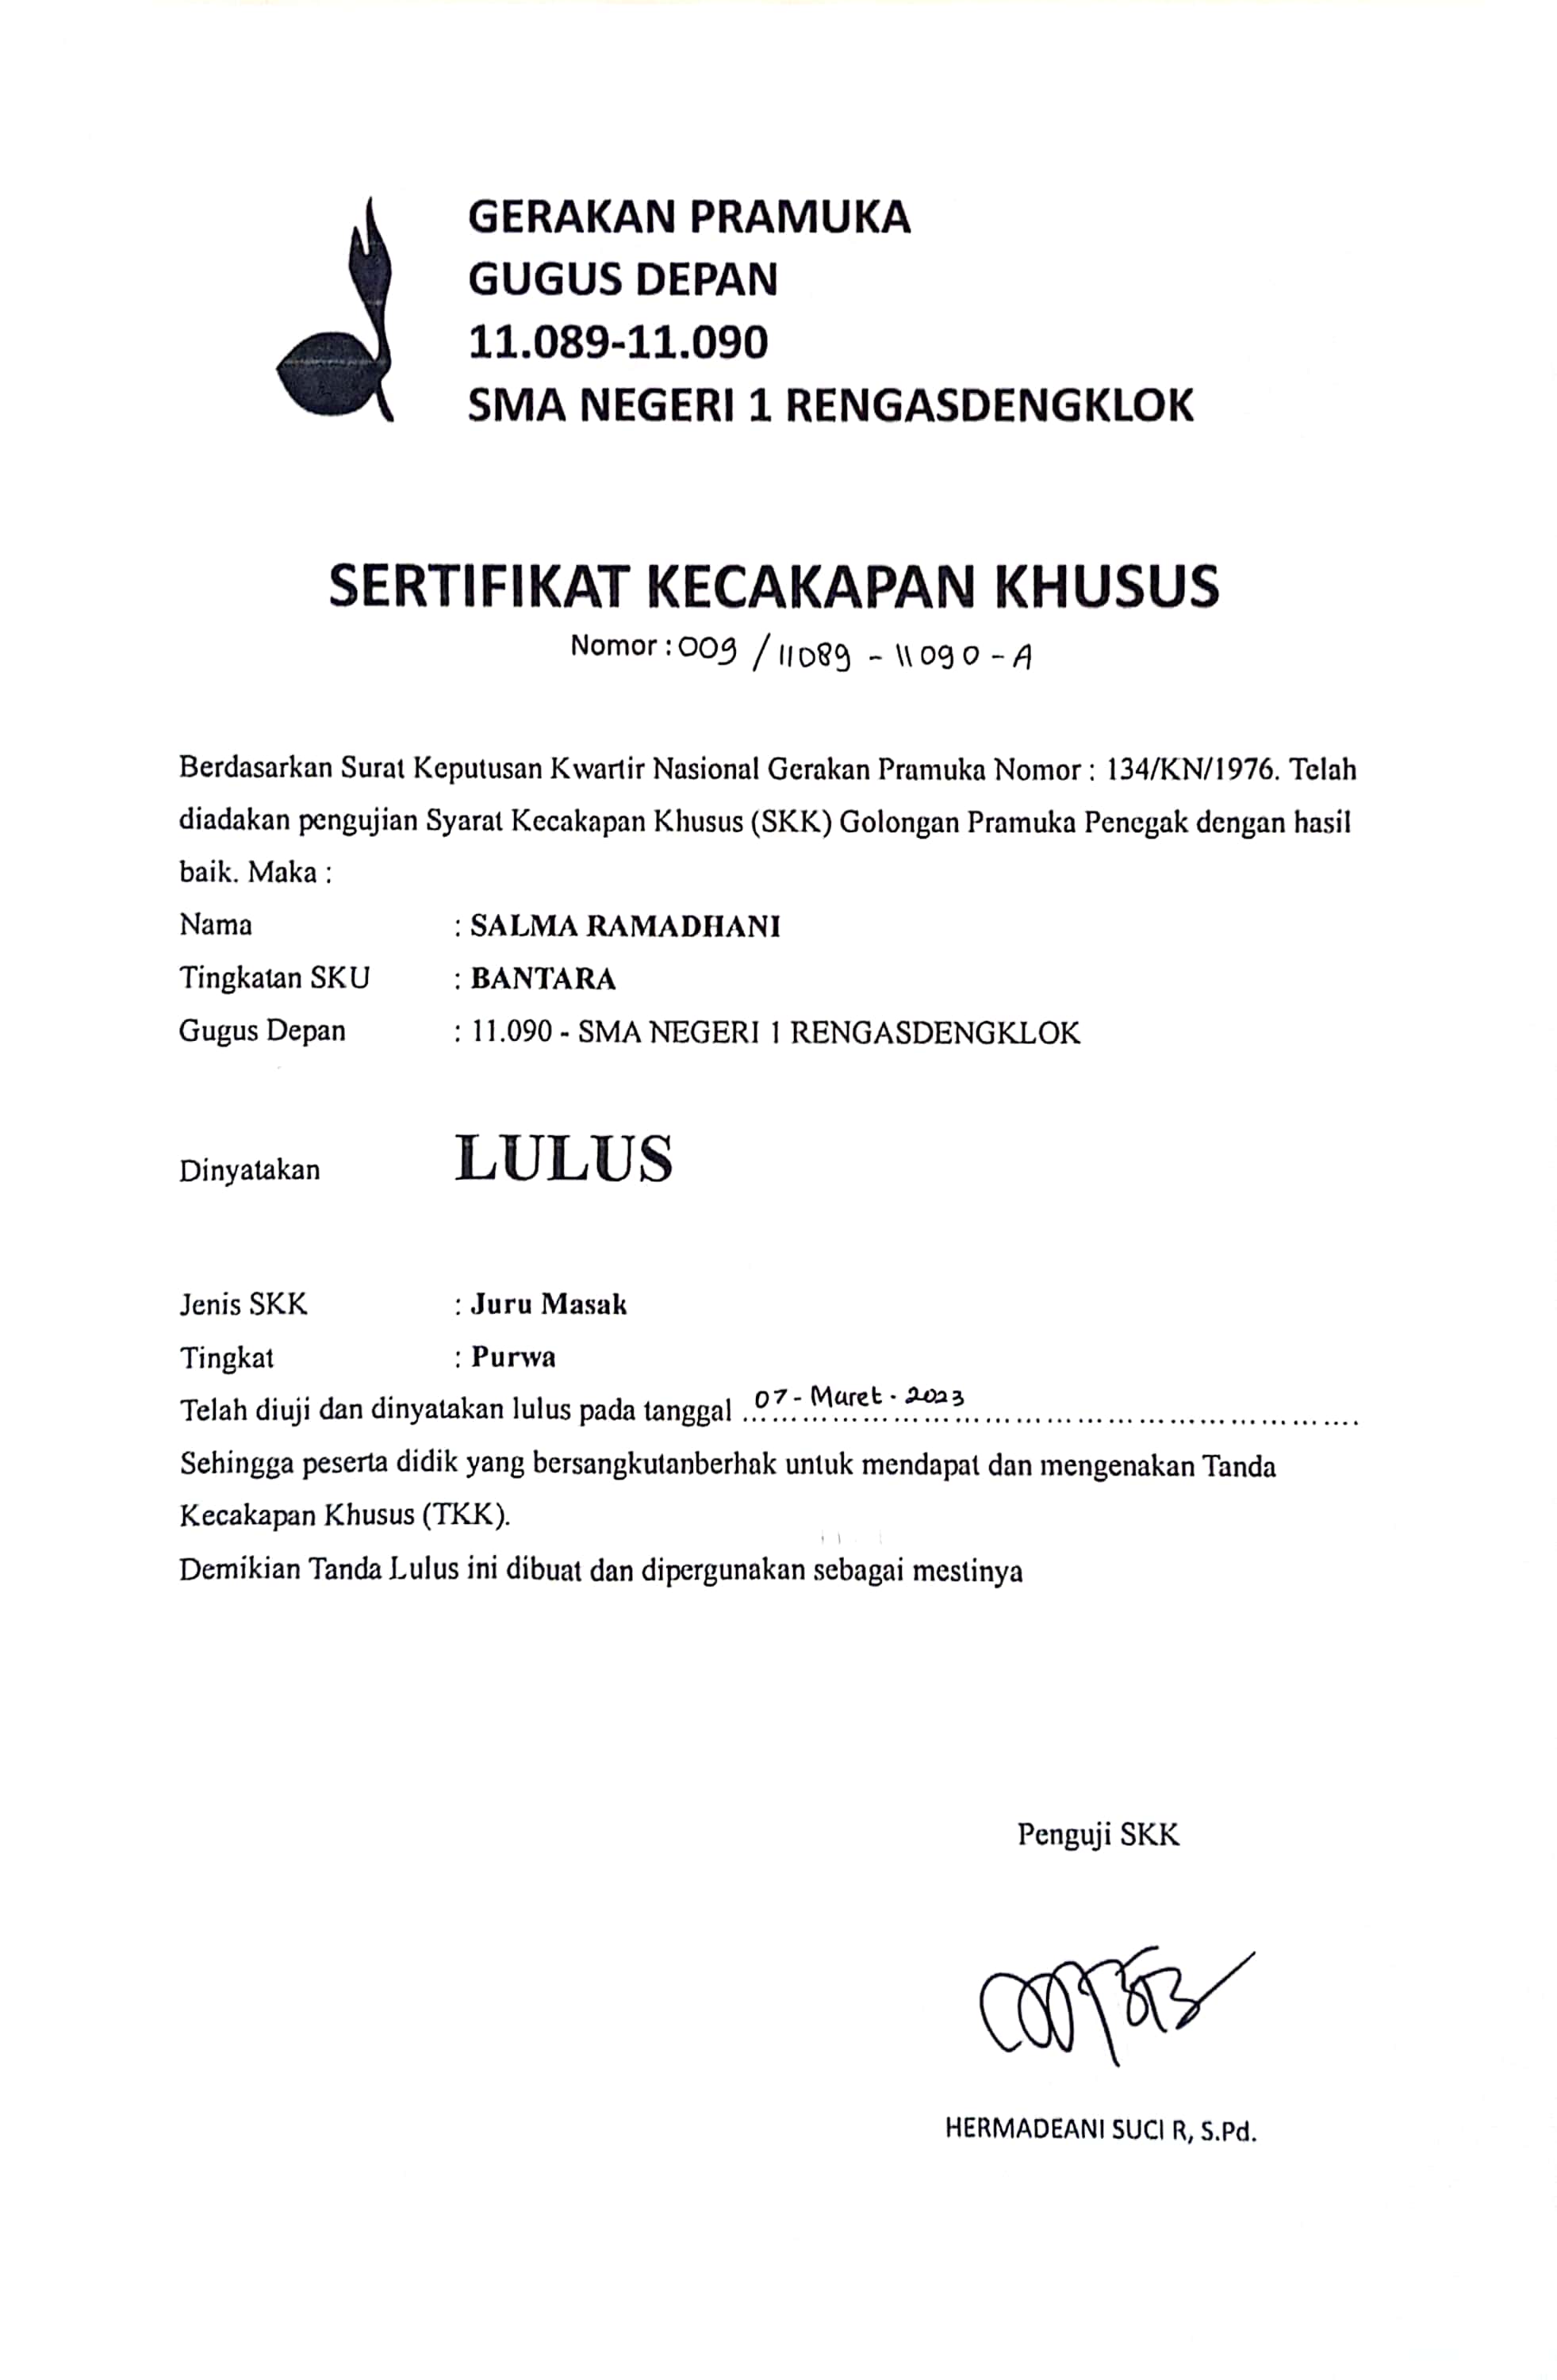 GERAKAN PRAMUKA
GUGUS DEPAN
11.089-11.090
SMA NEGERI 1 RENGASDENGKLOK
SERTIFIKAT KECAKAPAN KHUSUS
Nomor : 009 / 11089 - 11090 - A
Berdasarkan Surat Keputusan Kwartir Nasional Gerakan Pramuka Nomor : 134/KN/1976. Telah
diadakan pengujian Syarat Kecakapan Khusus (SKK) Golongan Pramuka Penegak dengan hasil
baik. Maka :
Nama : SALMA RAMADHANI
Tingkatan SKU : BANTARA
Gugus Depan : 11.090 - SMA NEGERI 1 RENGASDENGKLOK
Dinyatakan LULUS
Jenis SKK : Juru Masak
Tingkat : Purwa
Telah diuji dan dinyatakan lulus pada tanggal 07 - Maret - 2023
Sehingga peserta didik yang bersangkutanberhak untuk mendapat dan mengenakan Tanda
Kecakapan Khusus (TKK).
Demikian Tanda Lulus ini dibuat dan dipergunakan sebagai mestinya
Penguji SKK
HERMADEANI SUCI R, S.Pd.